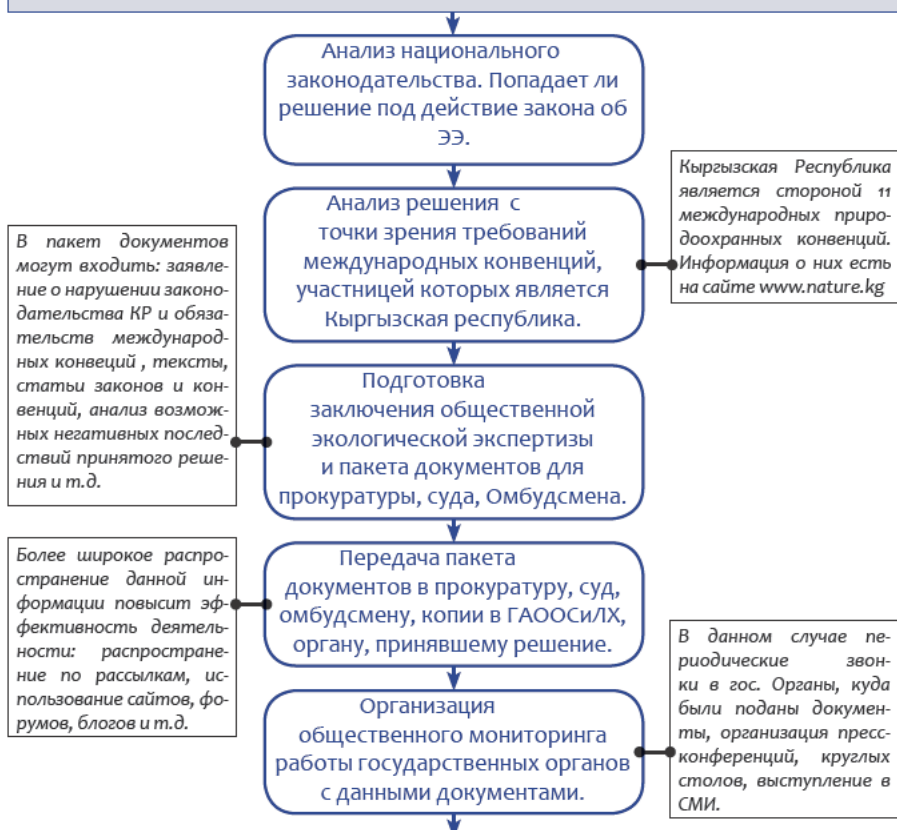 Анализ национального
законодательства. Попадает ли
решение под действие закона об
ЭЭ.
Кыргызская Республика
является стороной 11
международных приро-
доохранных конвенций.
Информация о них есть
на сайте www.nature.kg
Анализ решения с
точки зрения требований
международных конвенций,
участницей которых является
Кыргызская республика.
В пакет документов
могут входить: заявле-
ние о нарушении законо-
дательства КР и обяза-
тельств международ-
ных конвеций , тексты,
статьи законов и кон-
венций, анализ возмож-
ных негативных послед-
ствий принятого реше-
ния и т.д.
Подготовка
заключения общественной
экологической экспертизы
и пакета документов для
прокуратуры, суда, Омбудсмена.
Более широкое распро-
странение данной ин-
формации повысит эф-
фективность деятель-
ности: распростране-
ние по рассылкам, ис-
пользование сайтов, фо-
румов, блогов и т.д.
Передача пакета
документов в прокуратуру, суд,
омбудсмену, копии в ГАООСиЛХ,
органу, принявшему решение.
В данном случае пе-
риодические звон-
ки в гос. Органы, куда
были поданы докумен-
ты, организация пресс-
конференций, круглых
столов, выступление в
СМИ.
Организация
общественного мониторинга
работы государственных органов
с данными документами.